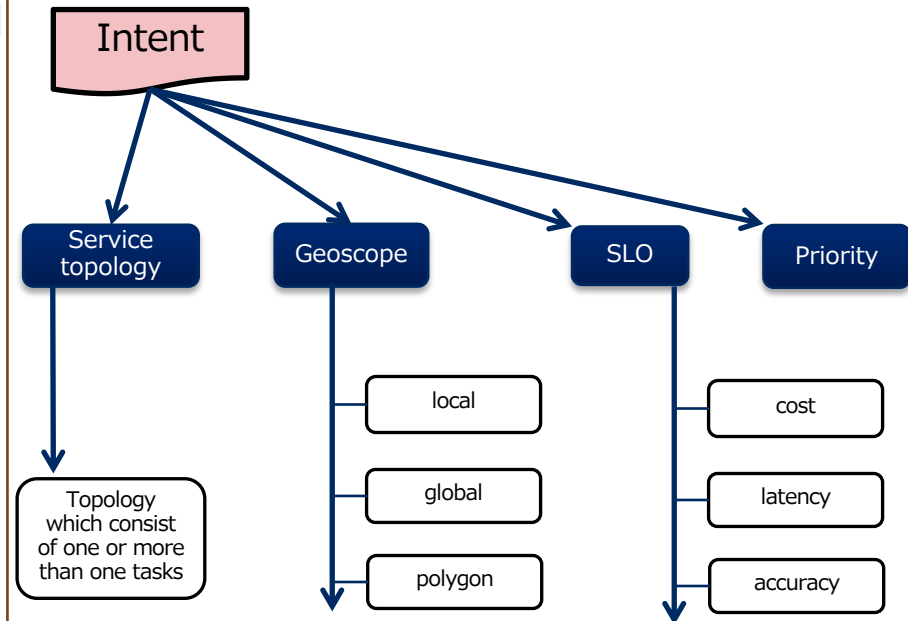 Intent
Service
topology
Geoscope
SLO
Priority
local
cost
Topology
which consist
of one or more
than one tasks
global
latency
polygon
accuracy